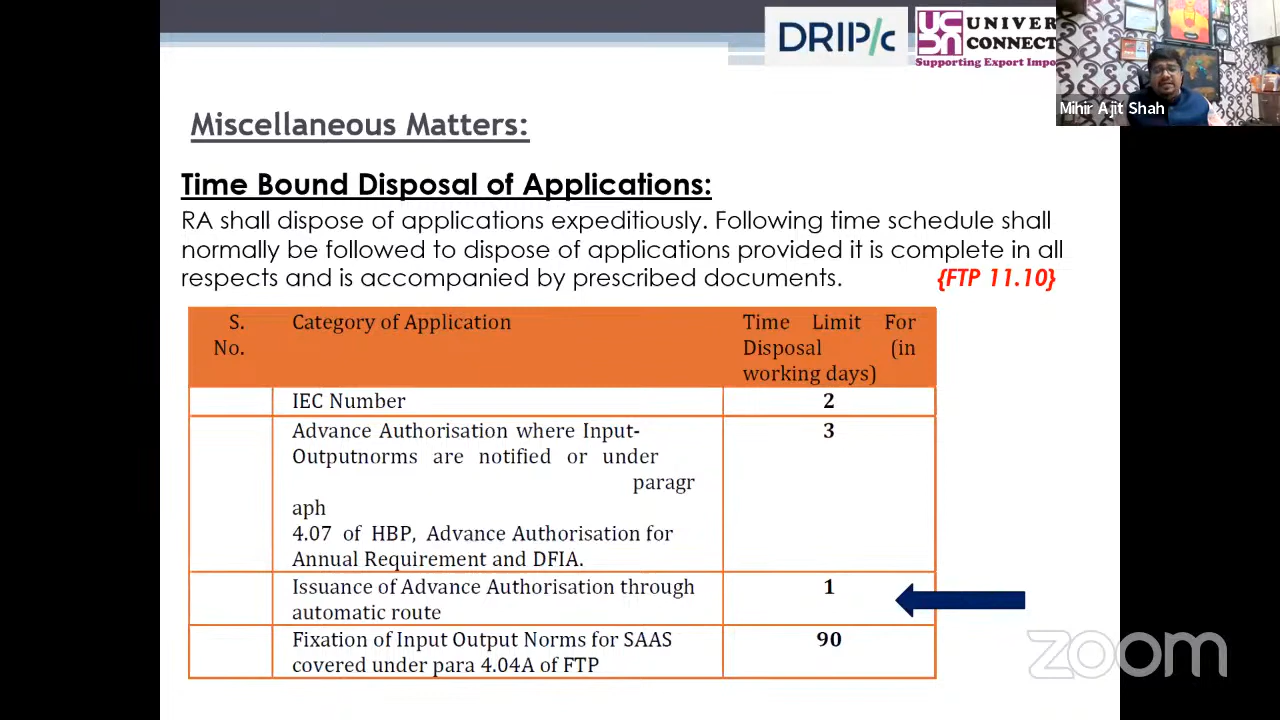 DRIP/c
UNIVER
CONNECT
Supporting Export Impo
Mihir Ajit Shah
Miscellaneous Matters:
Time Bound Disposal of Applications:
RA shall dispose of applications expeditiously. Following time schedule shall
normally be followed to dispose of applications provided it is complete in all
respects and is accompanied by prescribed documents. {FTP 11.10}
S. Category of Application Time Limit For
No. Disposal (in
working days)
IEC Number 2
Advance Authorisation where Input- 3
Outputnorms are notified or under
paragr
aph
4.07 of HBP, Advance Authorisation for
Annual Requirement and DFIA.
Issuance of Advance Authorisation through 1
automatic route
Fixation of Input Output Norms for SAAS 90
covered under para 4.04A of FTP
zoom